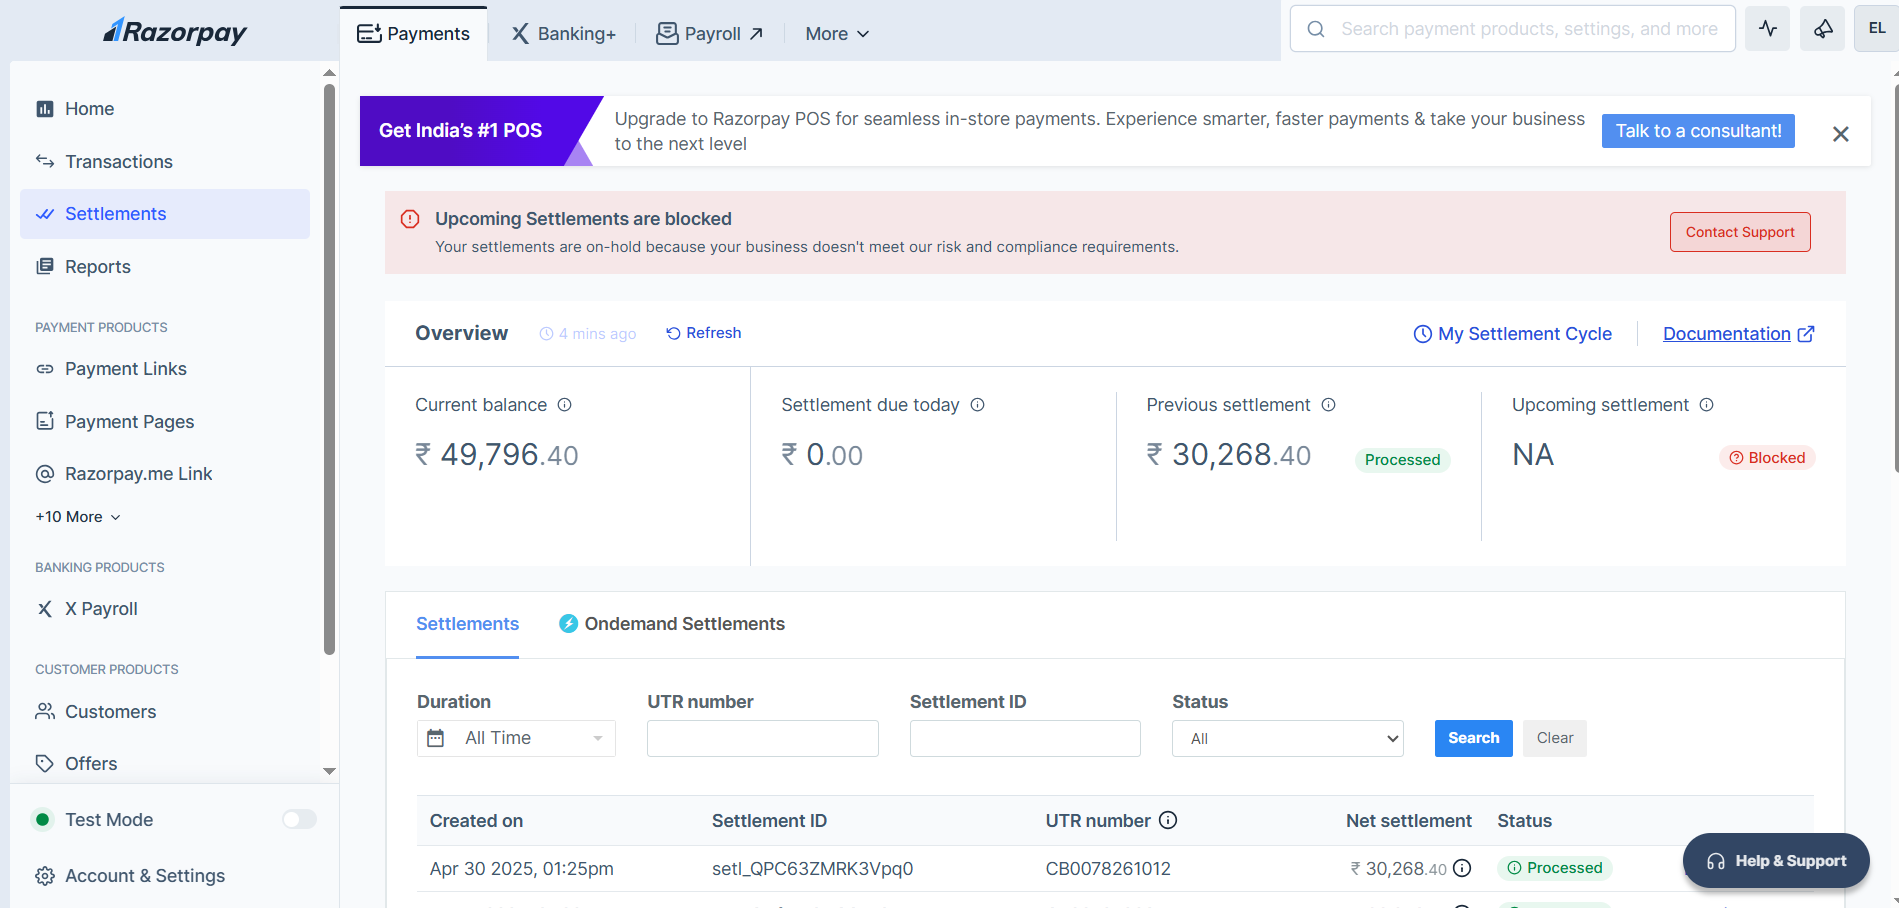 Razorpay
Payments
Banking+
Payroll
More
Search payment products, settings, and more
EL
Home
Transactions
Settlements
Reports
PAYMENT PRODUCTS
Payment Links
Payment Pages
Razorpay.me Link
+10 More
BANKING PRODUCTS
X Payroll
CUSTOMER PRODUCTS
Customers
Offers
Test Mode
Account & Settings
Get India's #1 POS
Upgrade to Razorpay POS for seamless in-store payments. Experience smarter, faster payments & take your business
to the next level
Talk to a consultant!
Upcoming Settlements are blocked
Your settlements are on-hold because your business doesn't meet our risk and compliance requirements.
Contact Support
Overview
4 mins ago
Refresh
My Settlement Cycle
Documentation
Current balance
₹ 49,796.40
Settlement due today
₹ 0.00
Previous settlement
₹ 30,268.40
Processed
Upcoming settlement
NA
Blocked
Settlements
Ondemand Settlements
Duration
All Time
UTR number
Settlement ID
Status
All
Search
Clear
Created on
Settlement ID
UTR number
Net settlement
Status
Apr 30 2025, 01:25pm
setl_QPC63ZMRK3Vpq0
CB0078261012
₹ 30,268.40
Processed
Help & Support